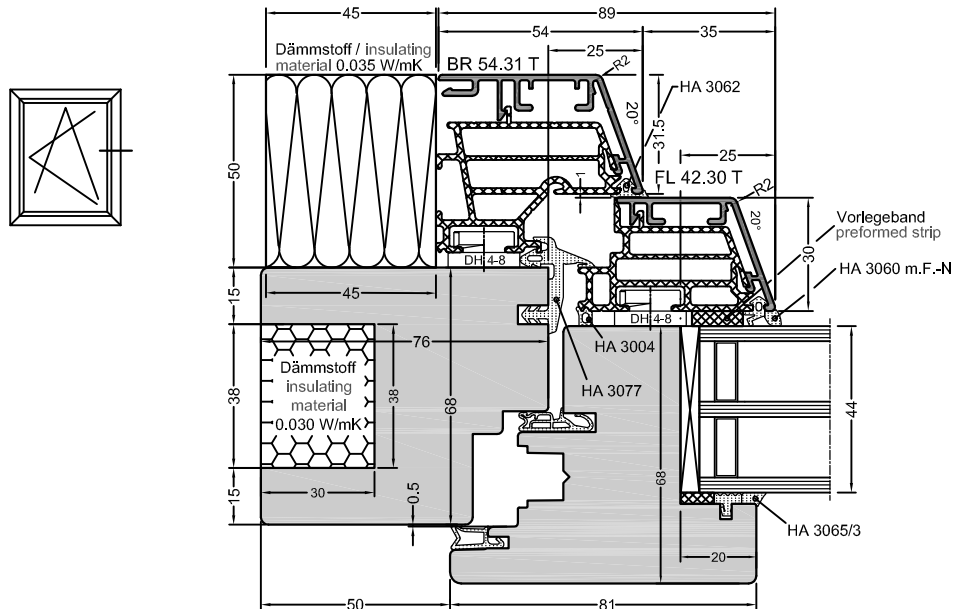 45
89
54
35
25
Dämmstoff / insulating
material 0.035 W/mK
BR 54.31 T
R2
20°
HA 3062
31.5
25
1
FL 42.30 T
R2
20°
50
Vorlegeband
preformed strip
30
HA 3060 m.F.-N
DH 4-8
15
45
DH 4-8
76
HA 3004
HA 3077
Dämmstoff
insulating
material
0.030 W/mK
38
38
68
44
68
30
15
0.5
HA 3065/3
20
50
81